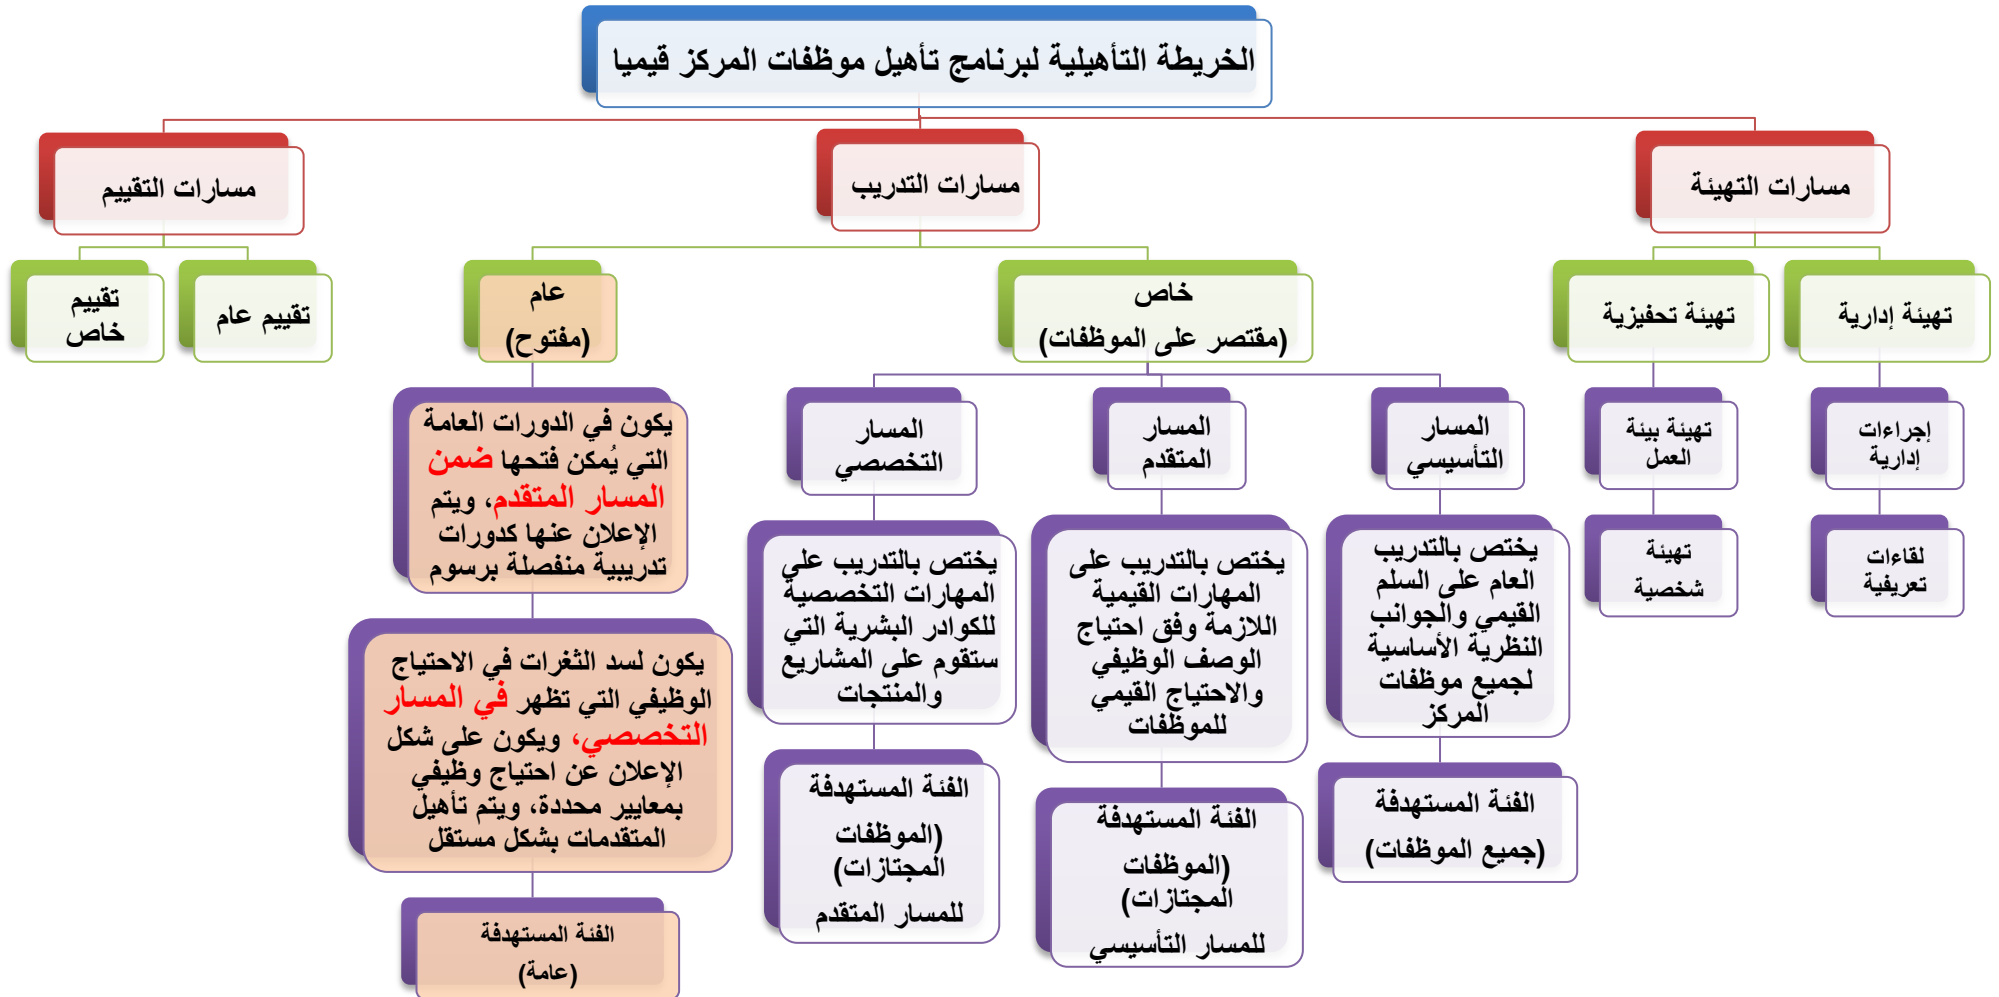 الخريطة التأهيلية لبرنامج تأهيل موظفات المركز قيميا
مسارات التهيئة
مسارات التدريب
مسارات التقييم
تهيئة إدارية
تهيئة تحفيزية
خاص
(مقتصر على الموظفات)
عام
(مفتوح)
تقييم عام
تقييم
خاص
إجراءات
إدارية
لقاءات
تعريفية
تهيئة بيئة
العمل
تهيئة
شخصية
المسار
التأسيسي
يختص بالتدريب
العام على السلم
القيمي والجوانب
النظرية الأساسية
لجميع موظفات
المركز
الفئة المستهدفة
(جميع الموظفات)
المسار
المتقدم
يختص بالتدريب على
المهارات القيمية
اللازمة وفق احتياج
الوصف الوظيفي
والاحتياج القيمي
للموظفات
الفئة المستهدفة
(الموظفات
المجتازات)
للمسار التأسيسي
المسار
التخصصي
يختص بالتدريب على
المهارات التخصصية
للكوادر البشرية التي
ستقوم على المشاريع
والمنتجات
الفئة المستهدفة
(الموظفات
المجتازات)
للمسار المتقدم
يكون في الدورات العامة
التي يُمكن فتحها ضمن
المسار المتقدم، ويتم
الإعلان عنها كدورات
تدريبية منفصلة برسوم
يكون لسد الثغرات في الاحتياج
الوظيفي التي تظهر في المسار
التخصصي، ويكون على شكل
الإعلان عن احتياج وظيفي
بمعايير محددة، ويتم تأهيل
المتقدمات بشكل مستقل
الفئة المستهدفة
(عامة)